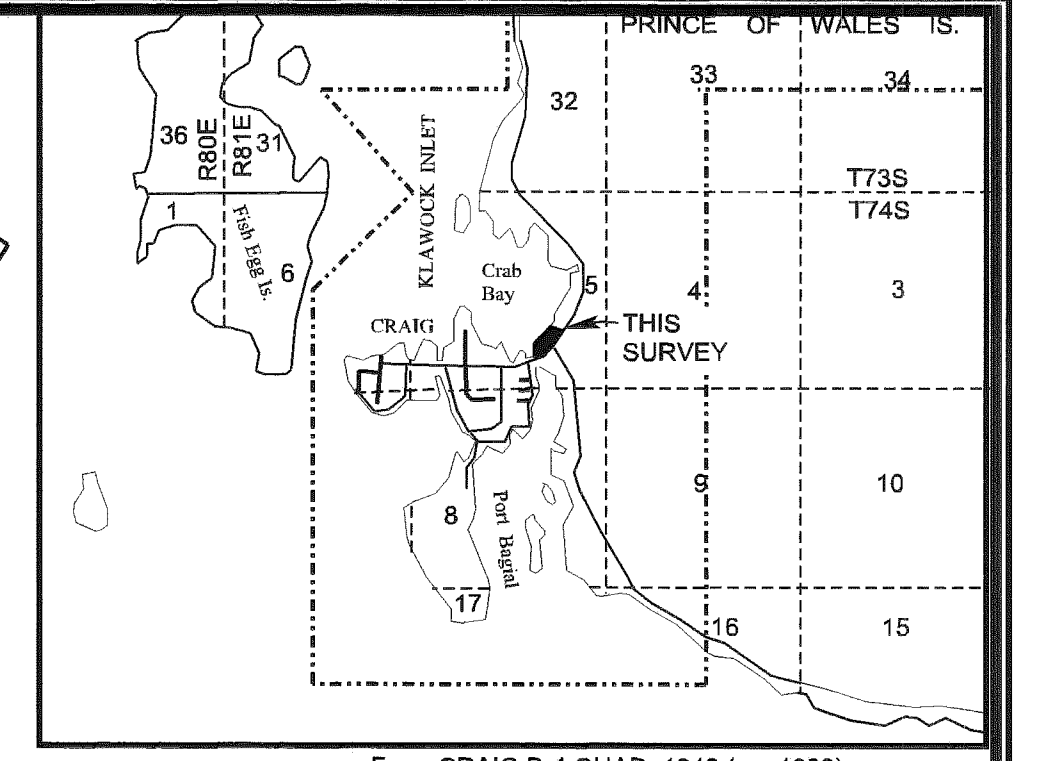 PRINCE OF WALES IS.
33
34
32
36
R80E
R81E
31
KLAWOCK INLET
T73S
T74S
1
Fish Egg Is.
6
Crab
Bay
5
4
3
CRAIG
THIS
SURVEY
9
10
8
Port Bagial
17
16
15